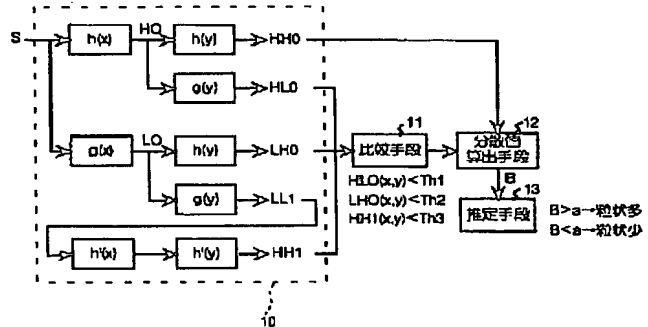 S
h(x)
HO
h(y)
HH0
g(y)
HL0
g(x)
LO
h(y)
LH0
g(y)
LL1
h'(x)
h'(y)
HH1
10
11
比較手段
HLO(x,y)<Th1
LHO(x,y)<Th2
HH1(x,y)<Th3
12
分散値
算出手段
B
13
推定手段
B>a→粒状多
B<a→粒状少